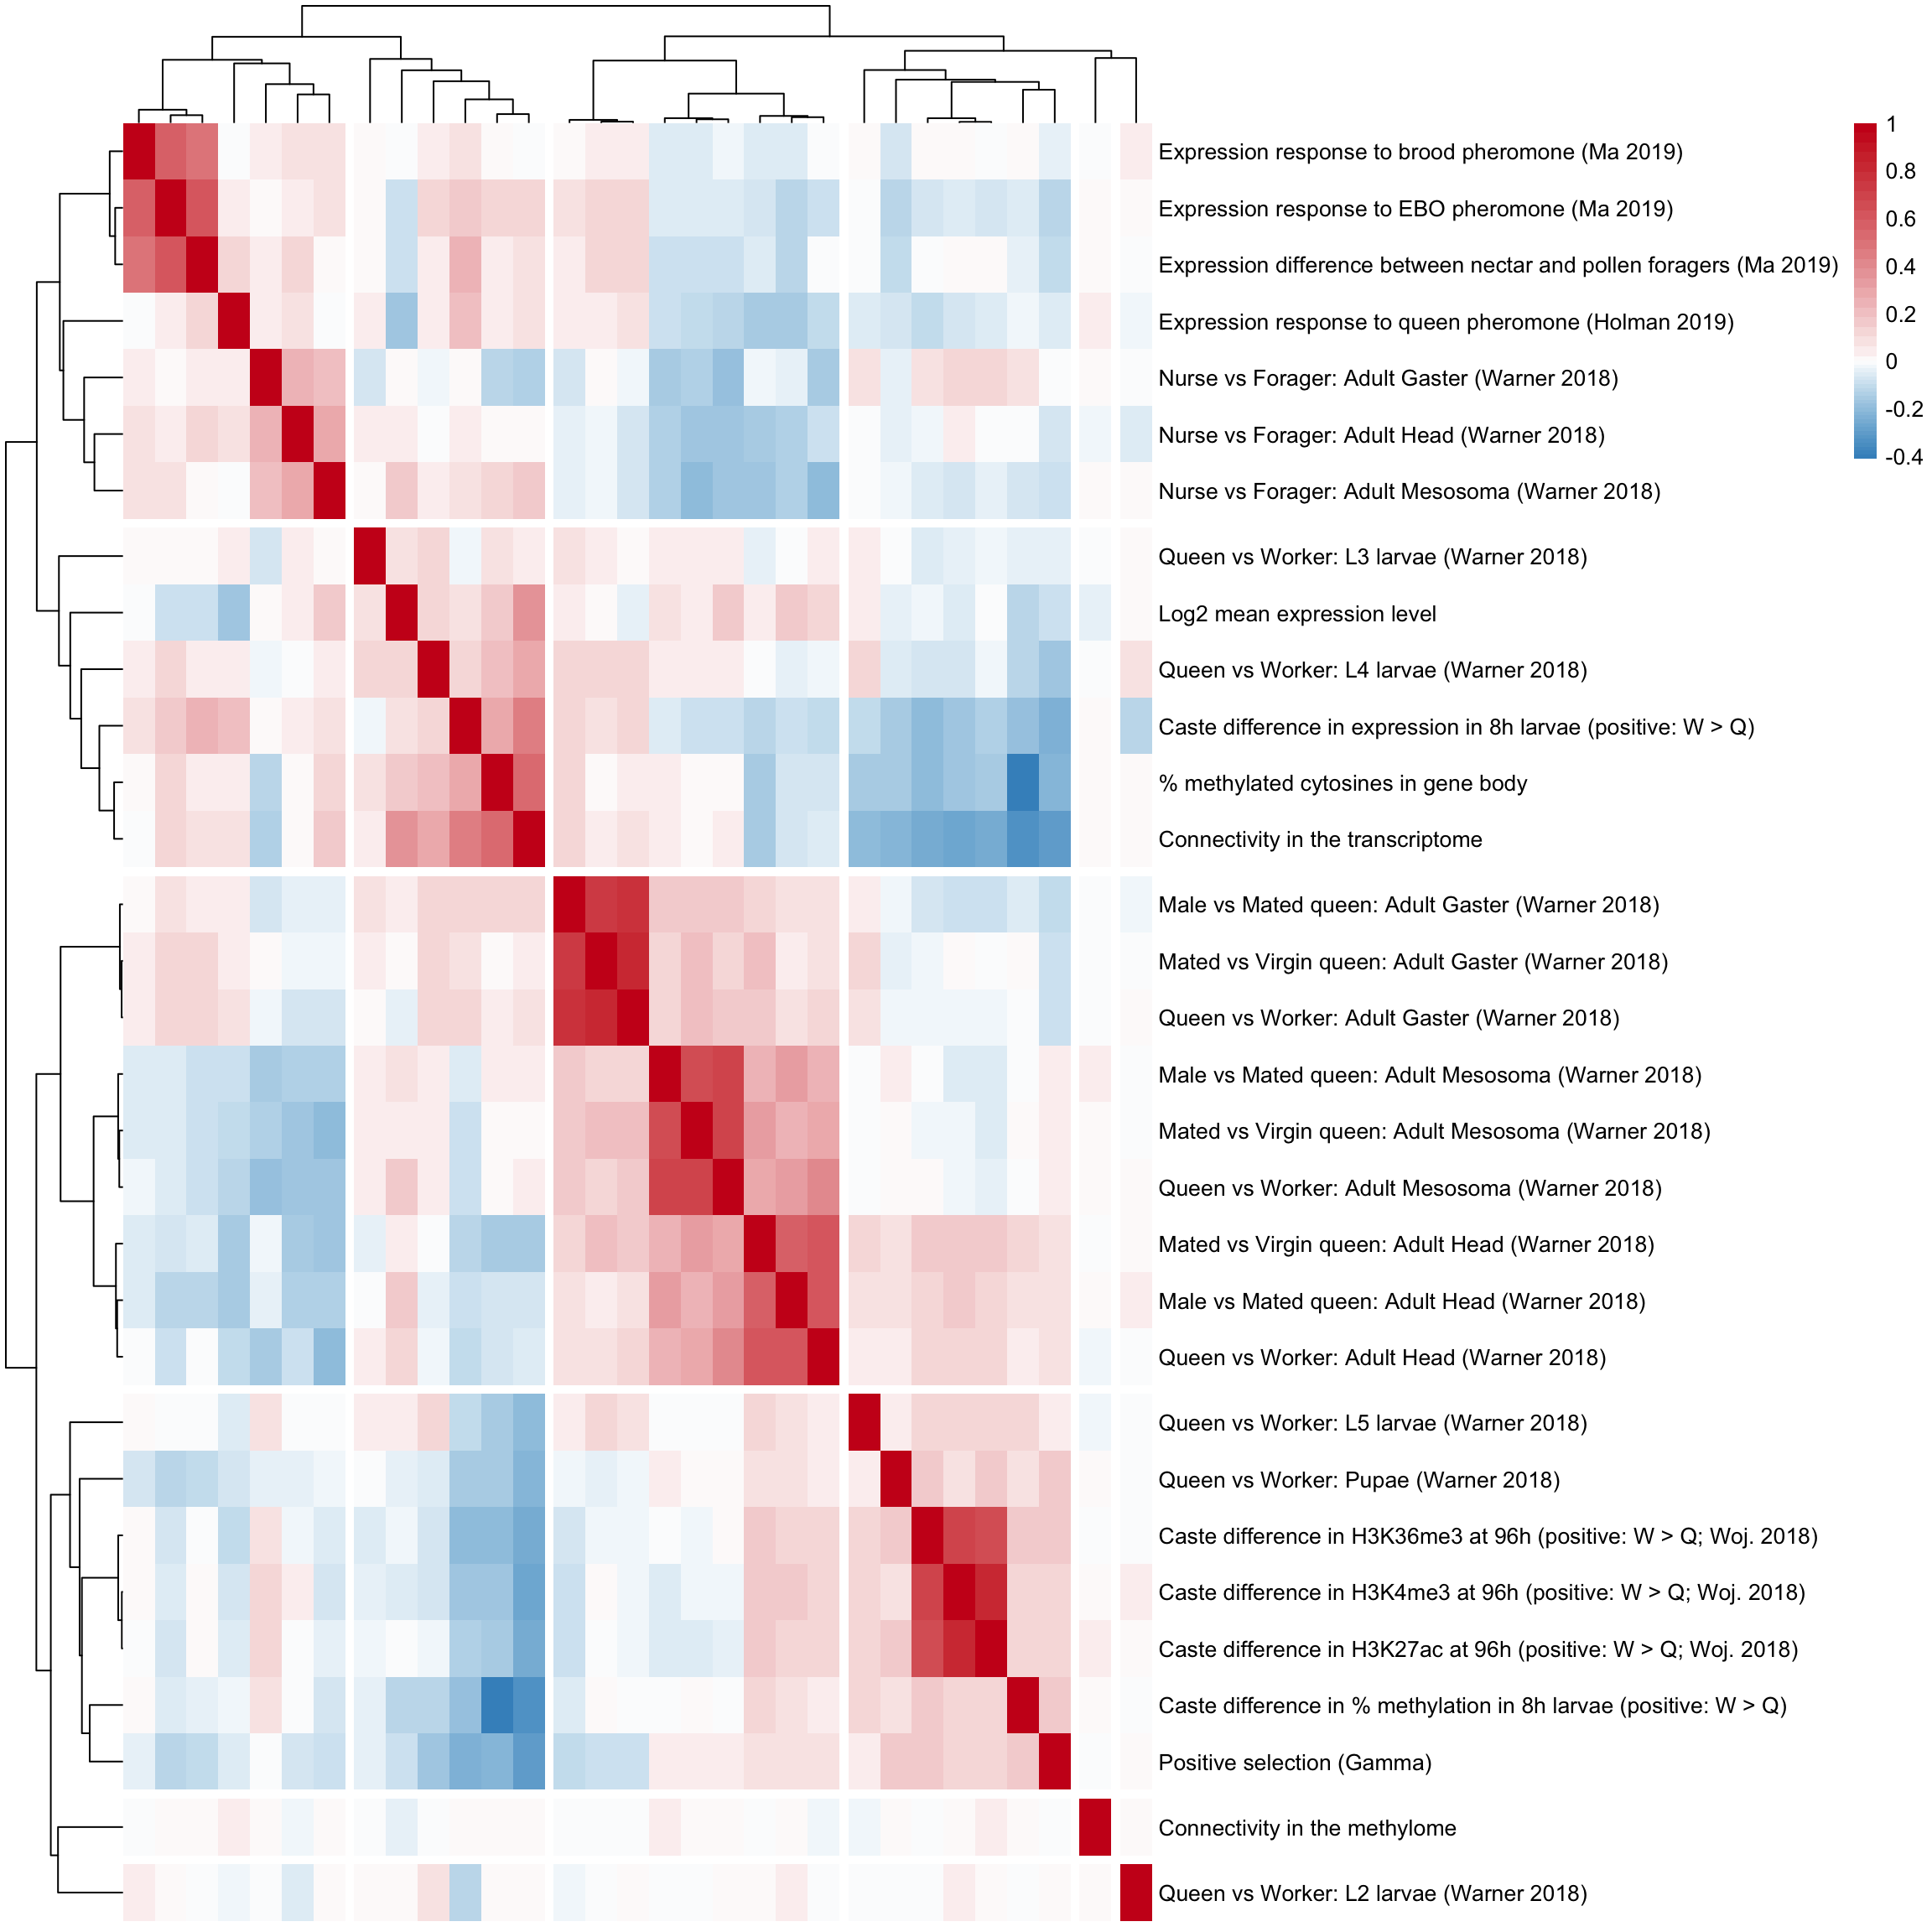 Expression response to brood pheromone (Ma 2019)
Expression response to EBO pheromone (Ma 2019)
Expression difference between nectar and pollen foragers (Ma 2019)
Expression response to queen pheromone (Holman 2019)
Nurse vs Forager: Adult Gaster (Warner 2018)
Nurse vs Forager: Adult Head (Warner 2018)
Nurse vs Forager: Adult Mesosoma (Warner 2018)
Queen vs Worker: L3 larvae (Warner 2018)
Log2 mean expression level
Queen vs Worker: L4 larvae (Warner 2018)
Caste difference in expression in 8h larvae (positive: W > Q)
% methylated cytosines in gene body
Connectivity in the transcriptome
Male vs Mated queen: Adult Gaster (Warner 2018)
Mated vs Virgin queen: Adult Gaster (Warner 2018)
Queen vs Worker: Adult Gaster (Warner 2018)
Male vs Mated queen: Adult Mesosoma (Warner 2018)
Mated vs Virgin queen: Adult Mesosoma (Warner 2018)
Queen vs Worker: Adult Mesosoma (Warner 2018)
Mated vs Virgin queen: Adult Head (Warner 2018)
Male vs Mated queen: Adult Head (Warner 2018)
Queen vs Worker: Adult Head (Warner 2018)
Queen vs Worker: L5 larvae (Warner 2018)
Queen vs Worker: Pupae (Warner 2018)
Caste difference in H3K36me3 at 96h (positive: W > Q; Woj. 2018)
Caste difference in H3K4me3 at 96h (positive: W > Q; Woj. 2018)
Caste difference in H3K27ac at 96h (positive: W > Q; Woj. 2018)
Caste difference in % methylation in 8h larvae (positive: W > Q)
Positive selection (Gamma)
Connectivity in the methylome
Queen vs Worker: L2 larvae (Warner 2018)
1
0.8
0.6
0.4
0.2
0
-0.2
-0.4